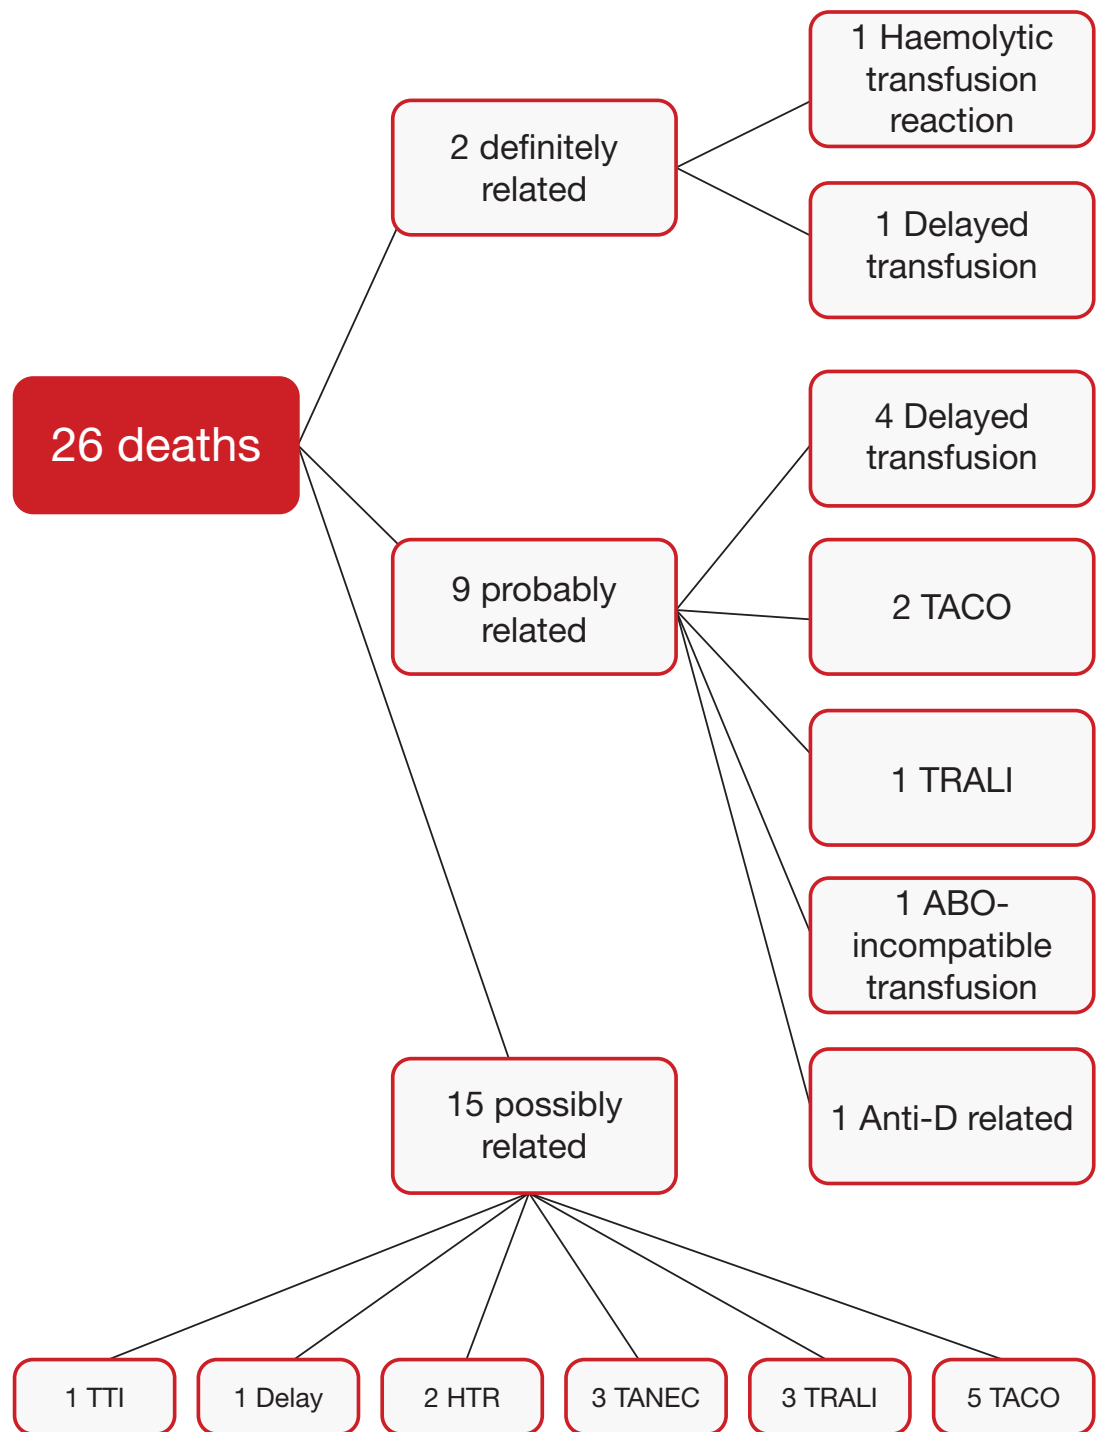 26 deaths
2 definitely
related
1 Haemolytic
transfusion
reaction
1 Delayed
transfusion
9 probably
related
4 Delayed
transfusion
2 TACO
1 TRALI
1 ABO-
incompatible
transfusion
1 Anti-D related
15 possibly
related
1 TTI
1 Delay
2 HTR
3 TANEC
3 TRALI
5 TACO